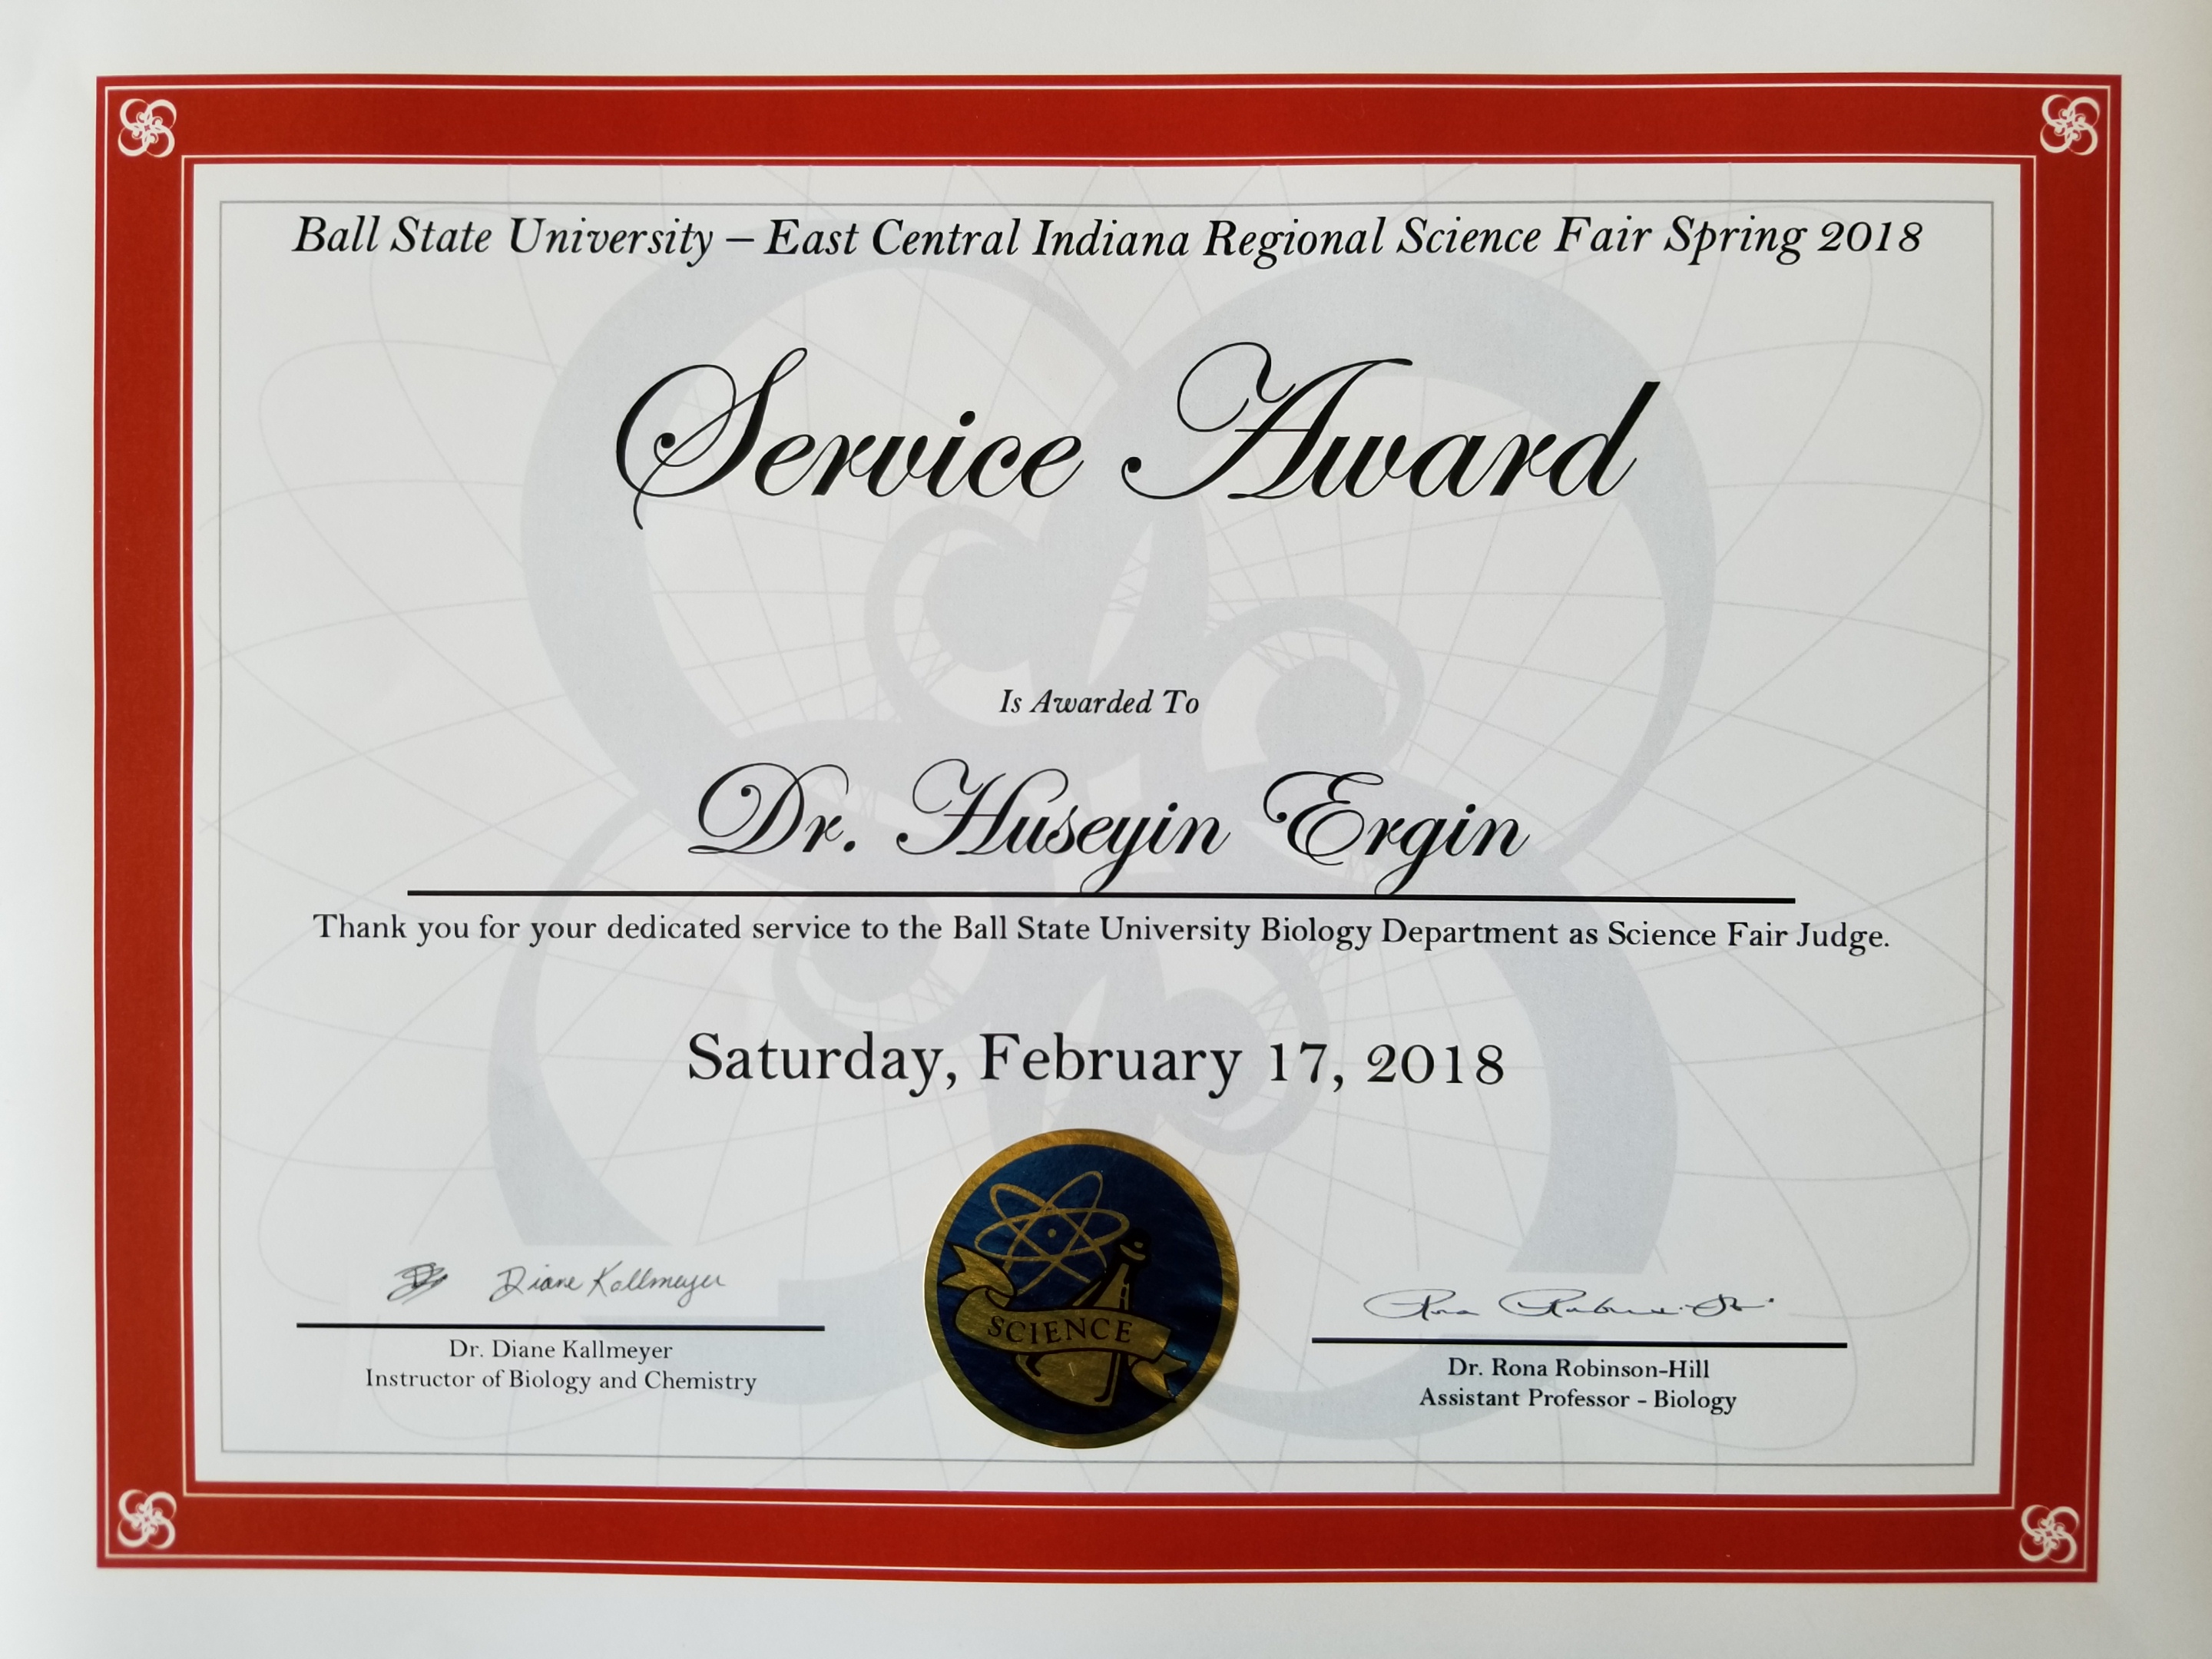 Ball State University – East Central Indiana Regional Science Fair Spring 2018
Service Award
Is Awarded To
Dr. Huseyin Ergin
Thank you for your dedicated service to the Ball State University Biology Department as Science Fair Judge.
Saturday, February 17, 2018
SCIENCE
Diane Kallmeyer
Dr. Diane Kallmeyer
Instructor of Biology and Chemistry
Rona Robinson-Hill
Dr. Rona Robinson-Hill
Assistant Professor - Biology